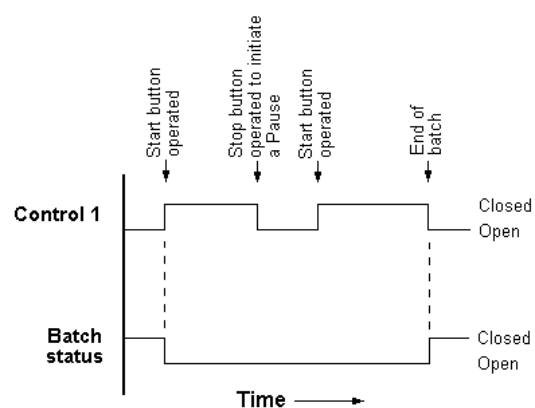 Start button
operated
Stop button
operated to initiate
a Pause
Start button
operated
End of
batch
Control 1
Closed
Open
Batch
status
Closed
Open
Time